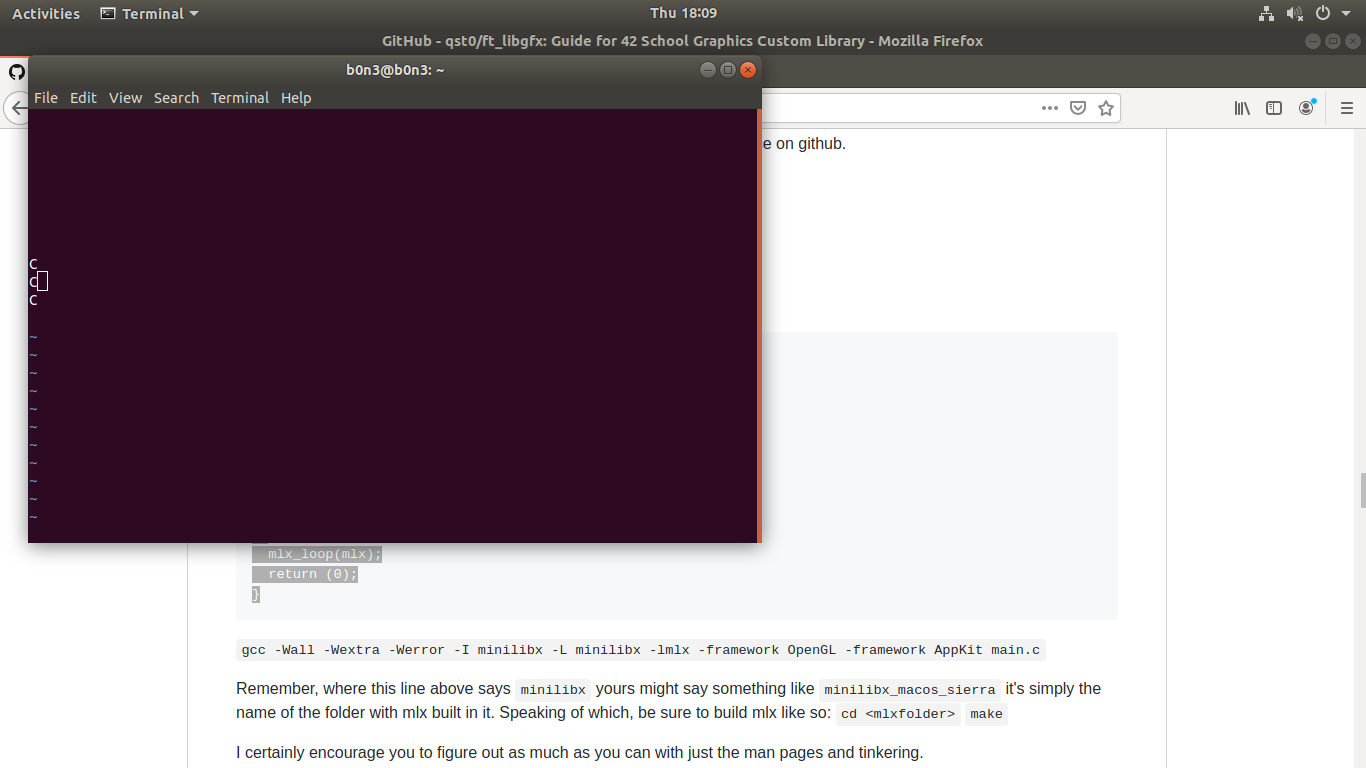 Activities Terminal Thu 18:09
GitHub - qst0/ft_libgfx: Guide for 42 School Graphics Custom Library - Mozilla Firefox
b0n3@b0n3: ~
File Edit View Search Terminal Help
e on github.
C
C
C
~
~
~
~
~
~
~
~
~
~
~
mlx_loop(mlx);
return (0);
}
gcc -Wall -Wextra -Werror -I minilibx -L minilibx -lmlx -framework OpenGL -framework AppKit main.c
Remember, where this line above says minilibx yours might say something like minilibx_macos_sierra it's simply the
name of the folder with mlx built in it. Speaking of which, be sure to build mlx like so: cd <mlxfolder> make
I certainly encourage you to figure out as much as you can with just the man pages and tinkering.